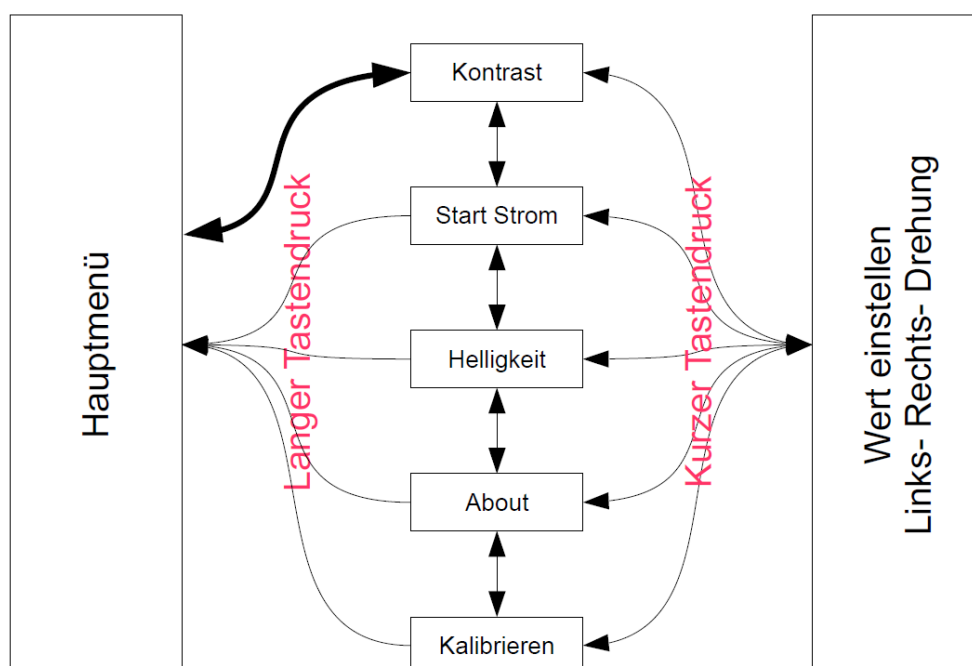 Hauptmenü
Langer Tastendruck
Kontrast
Start Strom
Helligkeit
About
Kalibrieren
Kurzer Tastendruck
Wert einstellen
Links- Rechts- Drehung